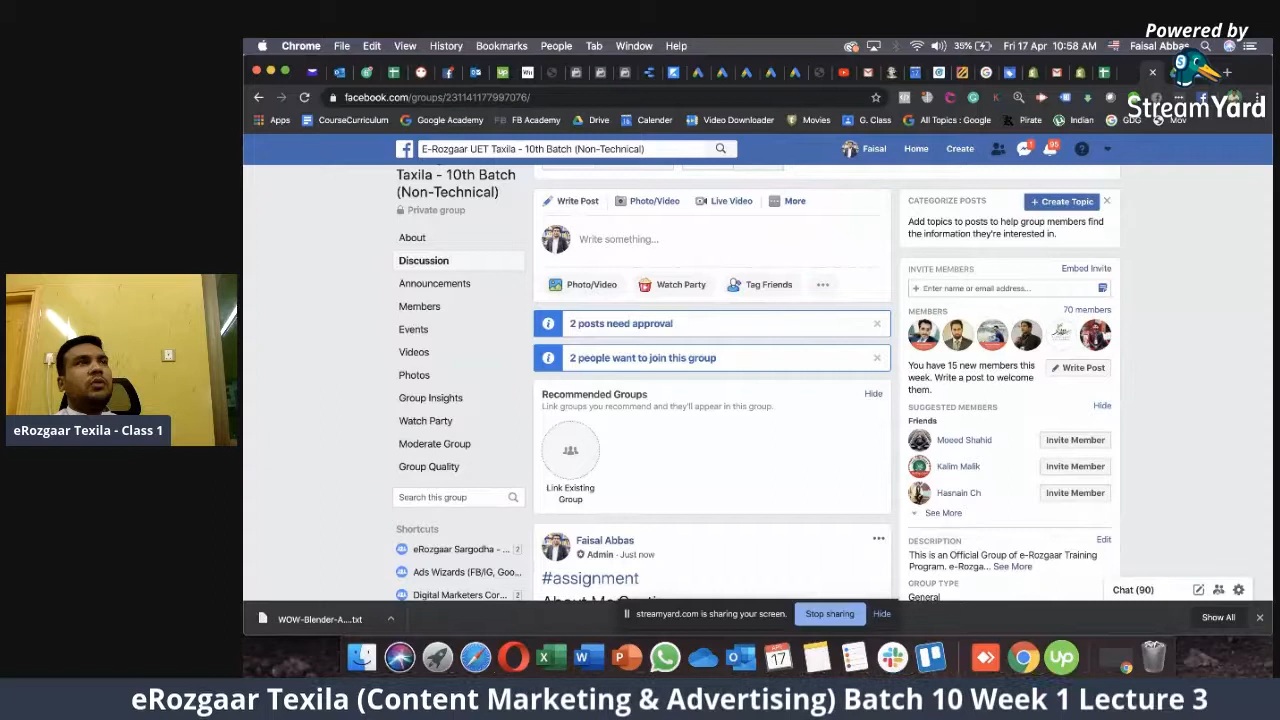 Powered by
StreamYard
Chrome File Edit View History Bookmarks People Tab Window Help
35% Fri 17 Apr 10:58 AM Faisal Abbas
facebook.com/groups/231141177997076/
Apps CourseCurriculum Google Academy FB Academy Drive Calender Video Downloader Movies G. Class All Topics : Google Pirate Indian GDG Mov
E-Rozgaar UET Taxila - 10th Batch (Non-Technical)
Faisal Home Create 1 95
Taxila - 10th Batch
(Non-Technical)
Private group
About
Discussion
Announcements
Members
Events
Videos
Photos
Group Insights
Watch Party
Moderate Group
Group Quality
Search this group
Shortcuts
eRozgaar Sargodha - ... 2
Ads Wizards (FB/IG, Goo...
Digital Marketers Cor... 2
Write Post Photo/Video Live Video More
Write something...
Photo/Video Watch Party Tag Friends
2 posts need approval
2 people want to join this group
Recommended Groups Hide
Link groups you recommend and they'll appear in this group.
Link Existing
Group
Faisal Abbas
Admin · Just now
#assignment
CATEGORIZE POSTS + Create Topic
Add topics to posts to help group members find
the information they're interested in.
INVITE MEMBERS Embed Invite
+ Enter name or email address...
MEMBERS 70 members
You have 15 new members this
week. Write a post to welcome
them.
Write Post
SUGGESTED MEMBERS Hide
Friends
Moeed Shahid Invite Member
Kalim Malik Invite Member
Hasnain Ch Invite Member
See More
DESCRIPTION Edit
This is an Official Group of e-Rozgaar Training
Program. e-Rozga... See More
GROUP TYPE
General
Chat (90)
streamyard.com is sharing your screen. Stop sharing Hide
WOW-Blender-A....txt
Show All
17
Up
eRozgaar Texila - Class 1
eRozgaar Texila (Content Marketing & Advertising) Batch 10 Week 1 Lecture 3